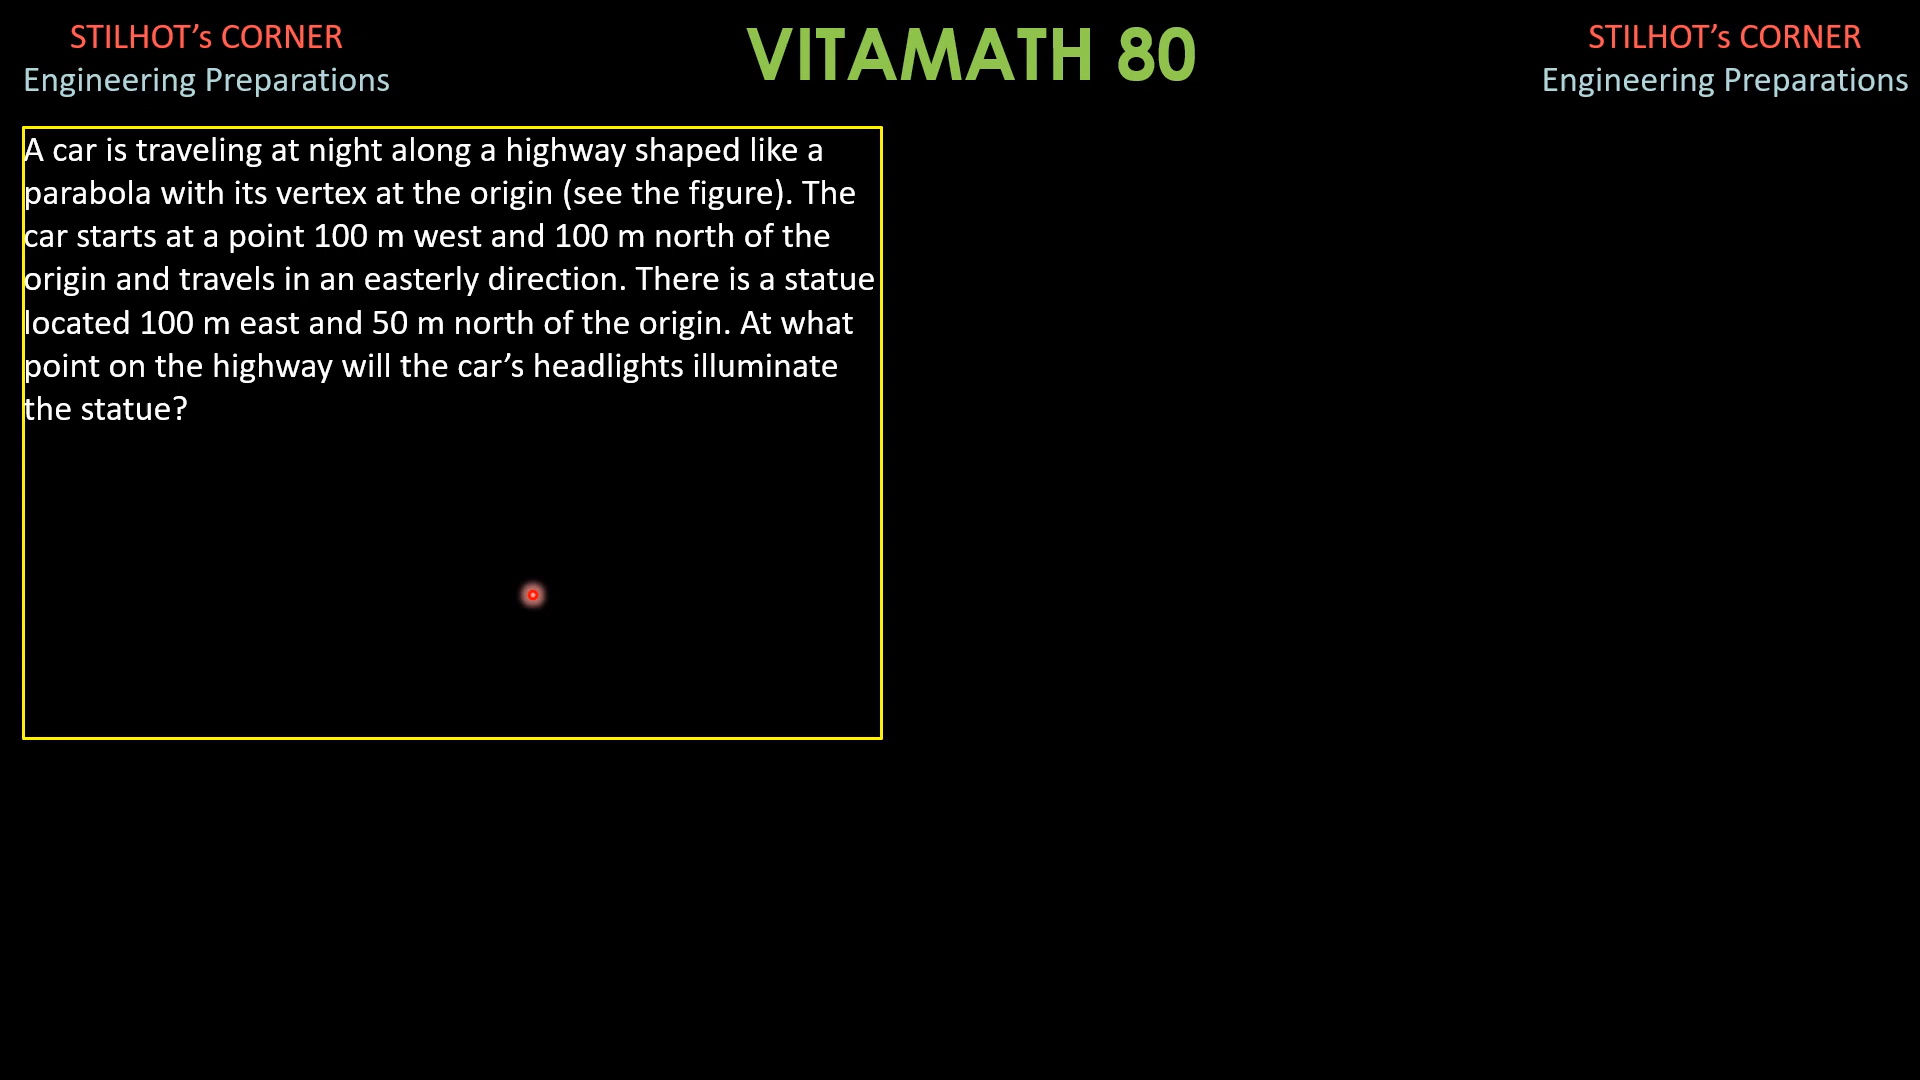 STILHOT’s CORNER
Engineering Preparations
VITAMATH 80
STILHOT’s CORNER
Engineering Preparations
A car is traveling at night along a highway shaped like a
parabola with its vertex at the origin (see the figure). The
car starts at a point 100 m west and 100 m north of the
origin and travels in an easterly direction. There is a statue
located 100 m east and 50 m north of the origin. At what
point on the highway will the car’s headlights illuminate
the statue?